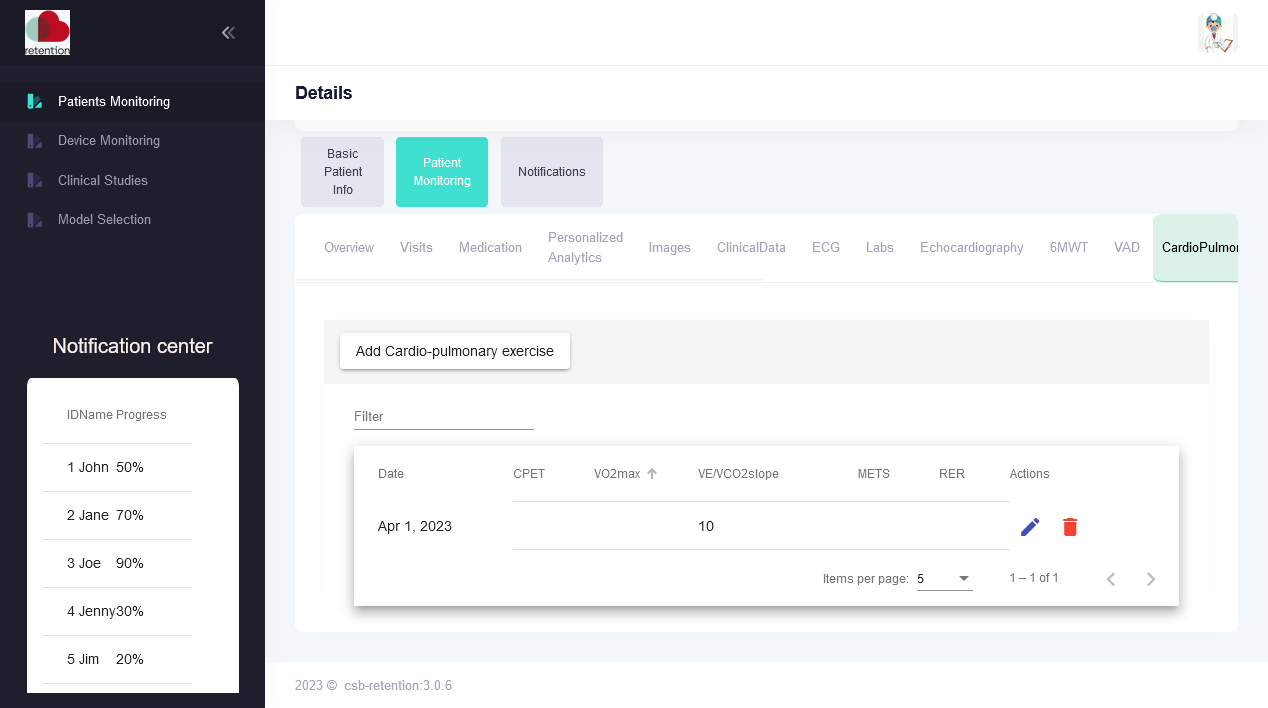 retention
Patients Monitoring
Device Monitoring
Clinical Studies
Model Selection
Notification center
ID Name Progress
1 John 50%
2 Jane 70%
3 Joe 90%
4 Jenny 30%
5 Jim 20%
Details
Basic
Patient
Info
Patient
Monitoring
Notifications
Overview Visits Medication Personalized Analytics Images ClinicalData ECG Labs Echocardiography 6MWT VAD CardioPulmon
Add Cardio-pulmonary exercise
Filter
Date CPET VO2max VE/VCO2slope METS RER Actions
Apr 1, 2023 10
Items per page: 5 1 – 1 of 1
2023 © csb-retention:3.0.6